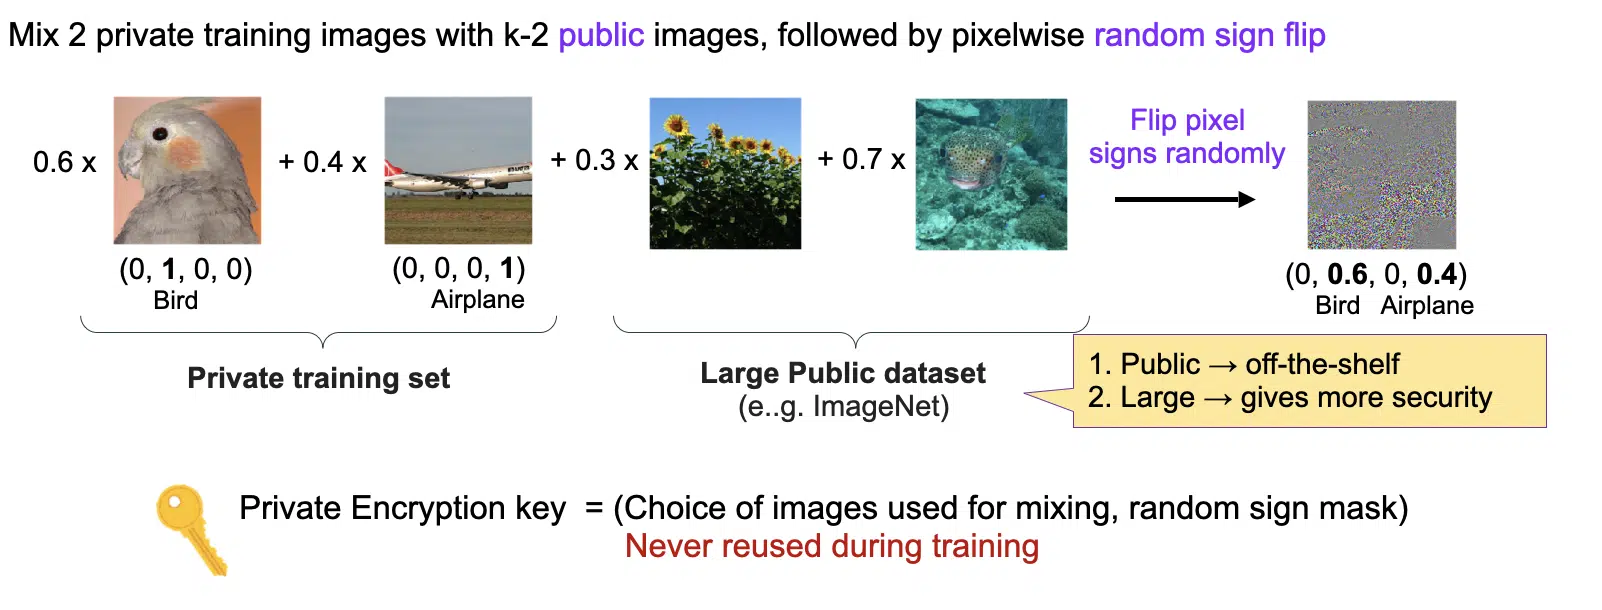 Mix 2 private training images with k-2 public images, followed by pixelwise random sign flip
0.6 x
+ 0.4 x
+ 0.3 x
+ 0.7 x
Flip pixel
signs randomly
(0, 1, 0, 0)
Bird
(0, 0, 0, 1)
Airplane
(0, 0.6, 0, 0.4)
Bird Airplane
Private training set
Large Public dataset
(e..g. ImageNet)
1. Public → off-the-shelf
2. Large → gives more security
Private Encryption key = (Choice of images used for mixing, random sign mask)
Never reused during training